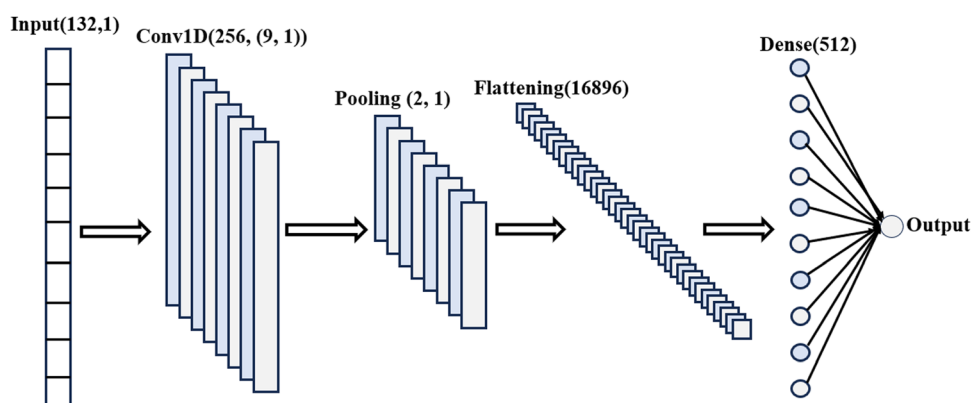 Input(132,1)
Conv1D(256, (9, 1))
Pooling (2, 1)
Flattening(16896)
Dense(512)
Output